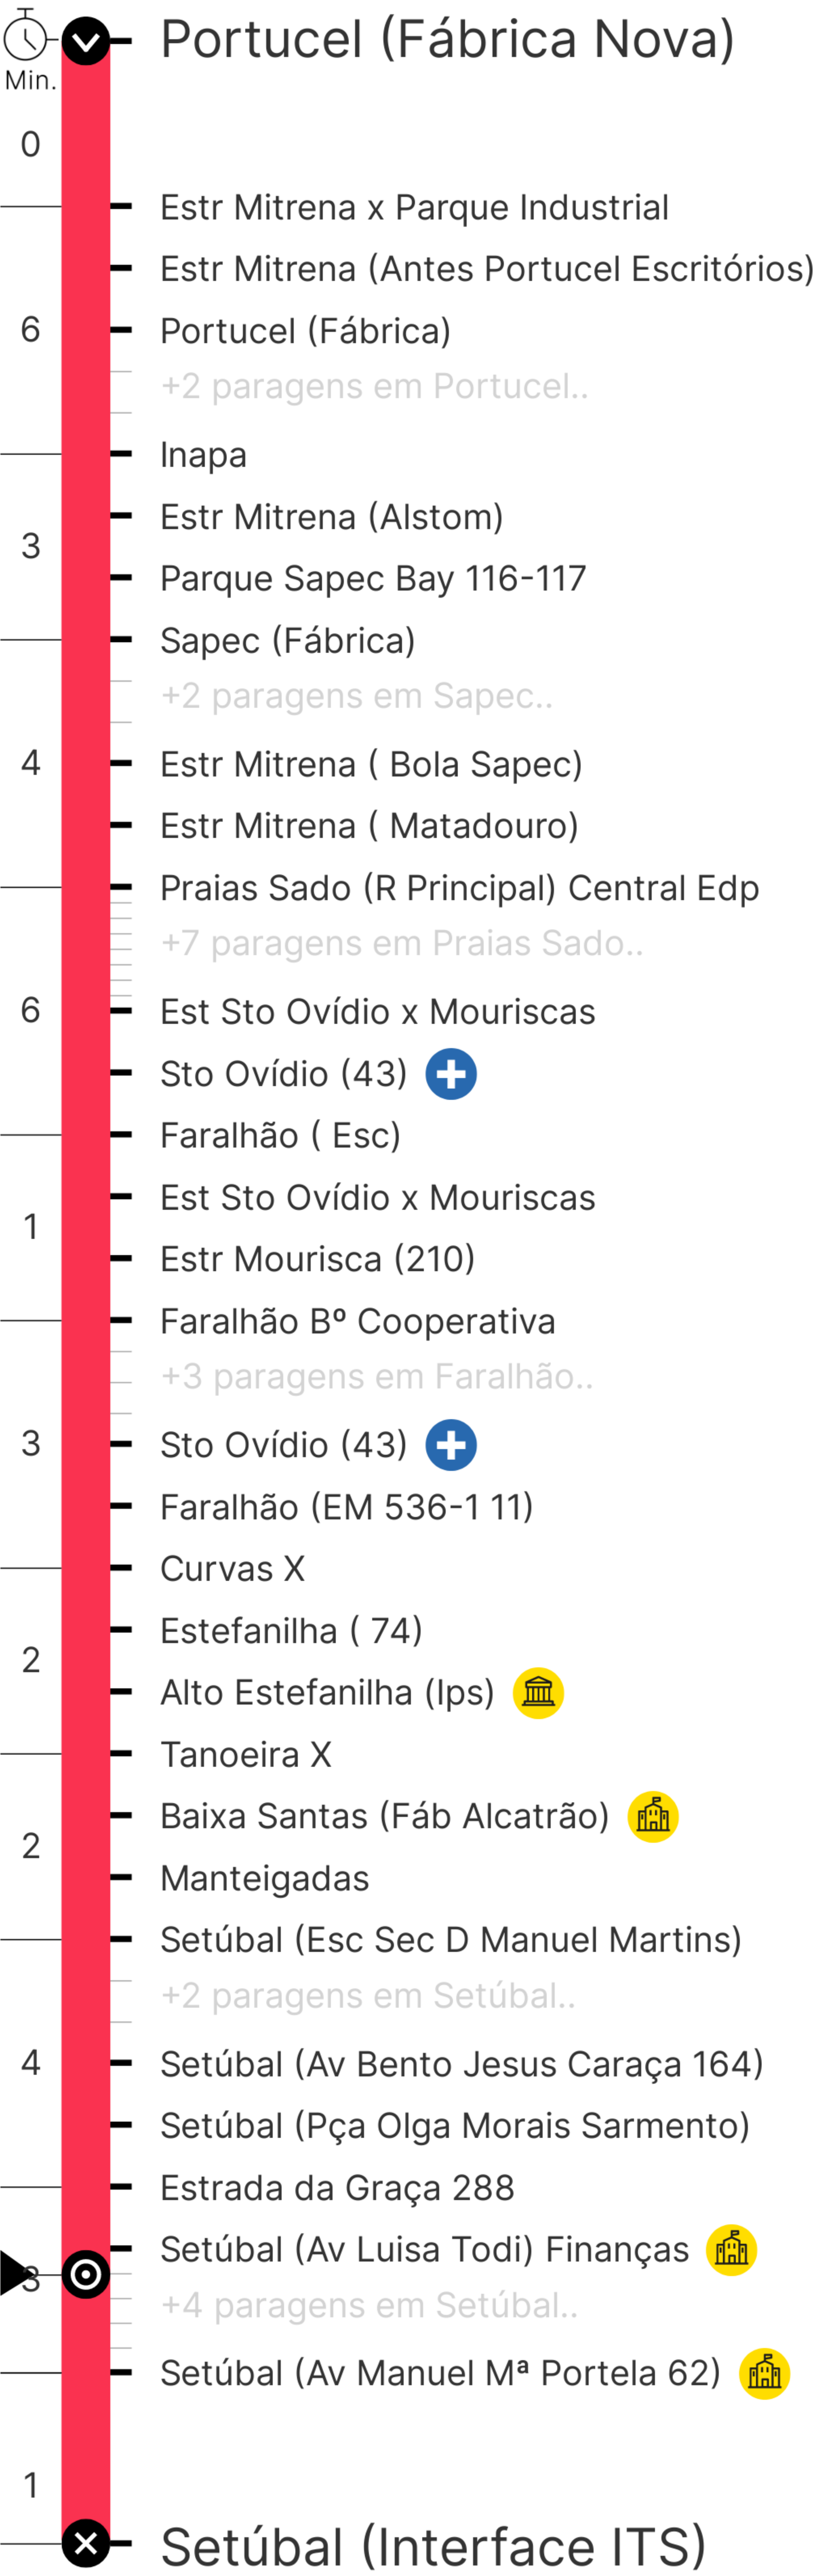 Portucel (Fábrica Nova)
Min.
0
Estr Mitrena x Parque Industrial
Estr Mitrena (Antes Portucel Escritórios)
6
Portucel (Fábrica)
+2 paragens em Portucel..
Inapa
Estr Mitrena (Alstom)
3
Parque Sapec Bay 116-117
Sapec (Fábrica)
+2 paragens em Sapec..
4
Estr Mitrena ( Bola Sapec)
Estr Mitrena ( Matadouro)
Praias Sado (R Principal) Central Edp
+7 paragens em Praias Sado..
6
Est Sto Ovídio x Mouriscas
Sto Ovídio (43)
Faralhão ( Esc)
Est Sto Ovídio x Mouriscas
1
Estr Mourisca (210)
Faralhão Bº Cooperativa
+3 paragens em Faralhão..
3
Sto Ovídio (43)
Faralhão (EM 536-1 11)
Curvas X
Estefanilha ( 74)
2
Alto Estefanilha (Ips)
Tanoeira X
Baixa Santas (Fáb Alcatrão)
2
Manteigadas
Setúbal (Esc Sec D Manuel Martins)
+2 paragens em Setúbal..
4
Setúbal (Av Bento Jesus Caraça 164)
Setúbal (Pça Olga Morais Sarmento)
Estrada da Graça 288
Setúbal (Av Luisa Todi) Finanças
3
+4 paragens em Setúbal..
Setúbal (Av Manuel Mª Portela 62)
1
Setúbal (Interface ITS)